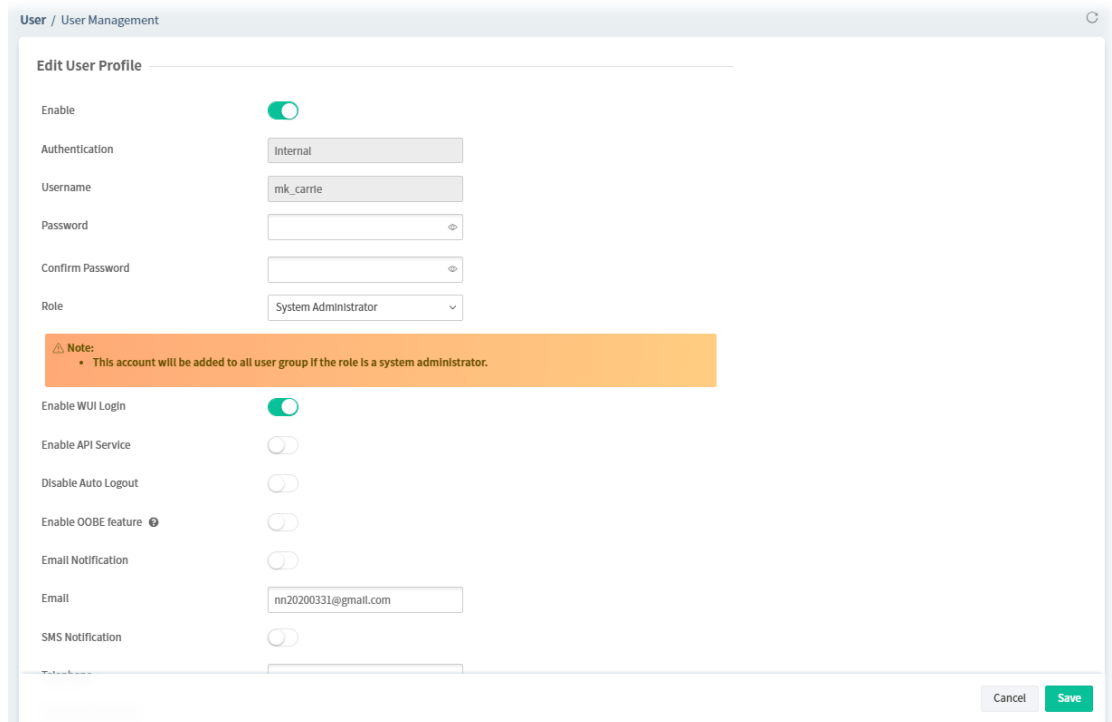 User / User Management
Edit User Profile
Enable
Authentication Internal
Username mk_carrie
Password
Confirm Password
Role System Administrator
Note:
• This account will be added to all user group if the role is a system administrator.
Enable WUI Login
Enable API Service
Disable Auto Logout
Enable OOBE feature
Email Notification
Email nn20200331@gmail.com
SMS Notification
Telephone
Cancel Save